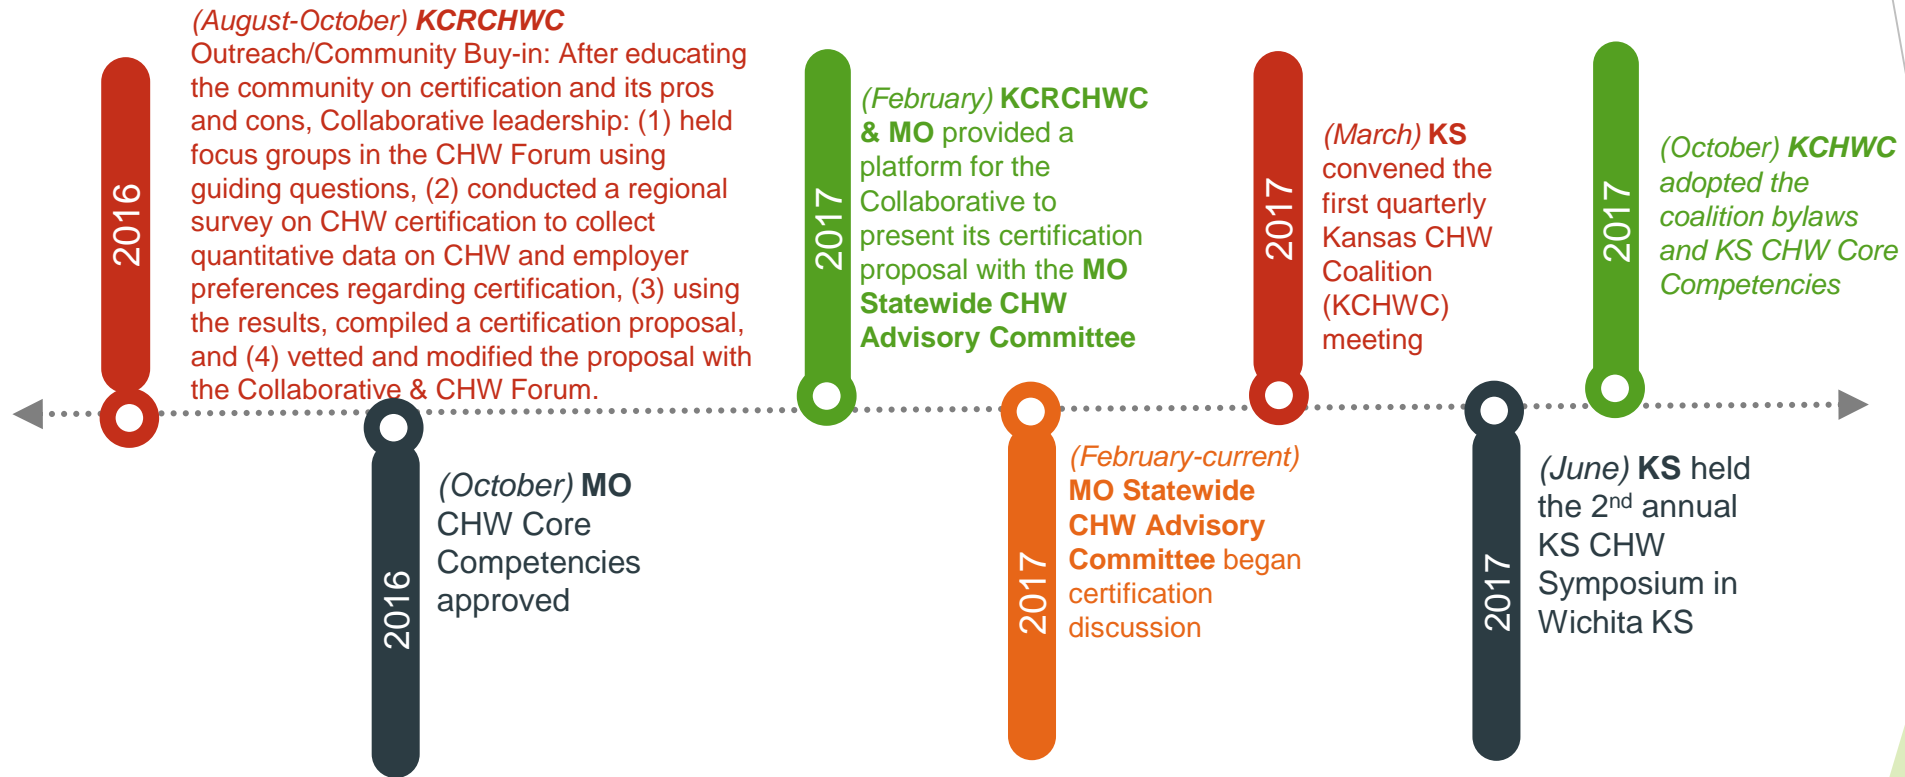 2016
(August-October) KCRCHWC
Outreach/Community Buy-in: After educating
the community on certification and its pros
and cons, Collaborative leadership: (1) held
focus groups in the CHW Forum using
guiding questions, (2) conducted a regional
survey on CHW certification to collect
quantitative data on CHW and employer
preferences regarding certification, (3) using
the results, compiled a certification proposal,
and (4) vetted and modified the proposal with
the Collaborative & CHW Forum.
2016
(October) MO
CHW Core
Competencies
approved
2017
(February) KCRCHWC
& MO provided a
platform for the
Collaborative to
present its certification
proposal with the MO
Statewide CHW
Advisory Committee
2017
(February-current)
MO Statewide
CHW Advisory
Committee began
certification
discussion
2017
(March) KS
convened the
first quarterly
Kansas CHW
Coalition
(KCHWC)
meeting
2017
(June) KS held
the 2nd annual
KS CHW
Symposium in
Wichita KS
2017
(October) KCHWC
adopted the
coalition bylaws
and KS CHW Core
Competencies